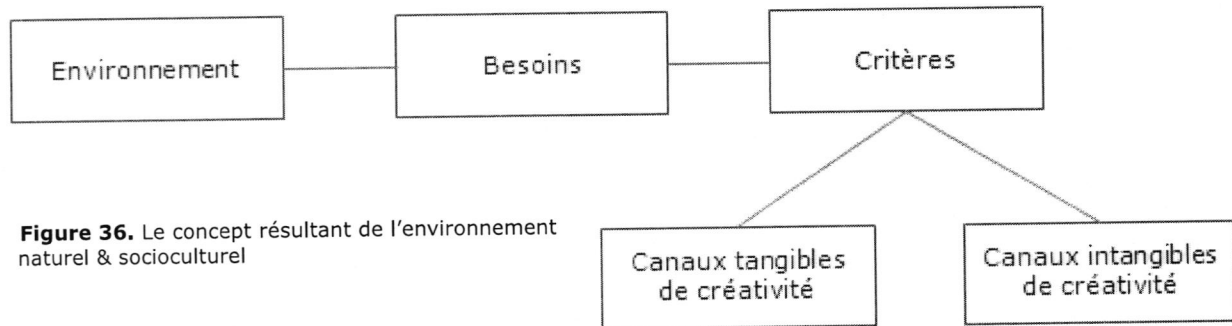 Environnement
Besoins
Critères
Figure 36. Le concept résultant de l'environnement
naturel & socioculturel
Canaux tangibles
de créativité
Canaux intangibles
de créativité